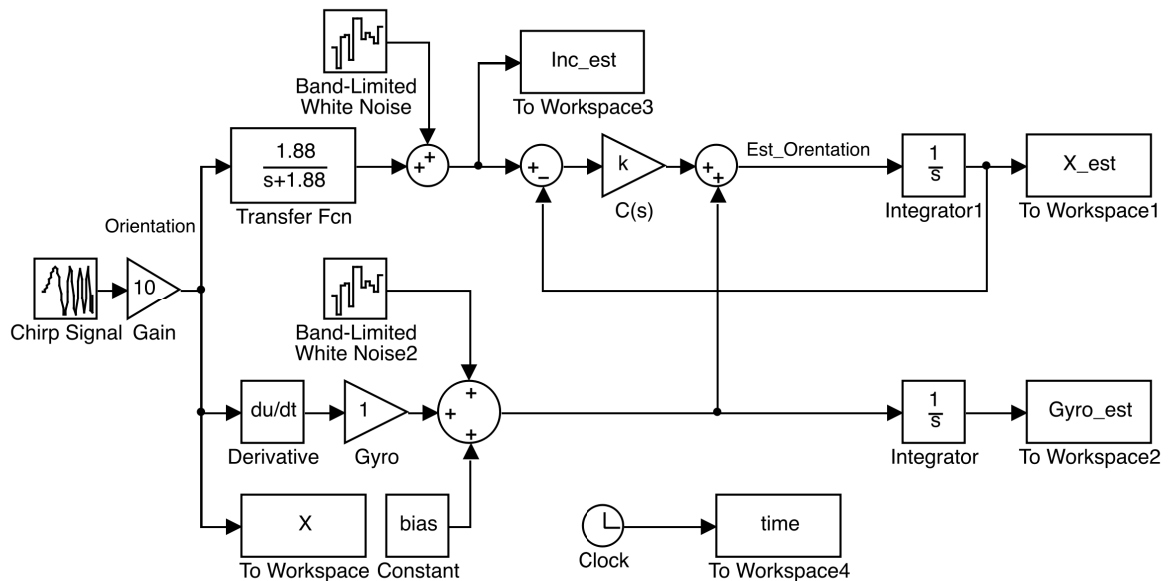 Inc_est
Band-Limited
White Noise
To Workspace3
1.88
s+1.88
+
+
+
−
k
+
+
Est_Orentation
1
s
X_est
Transfer Fcn
C(s)
Integrator1
To Workspace1
Orientation
10
Chirp Signal
Gain
Band-Limited
White Noise2
du/dt
1
+
+
+
1
s
Gyro_est
Derivative
Gyro
Integrator
To Workspace2
X
bias
time
To Workspace
Constant
Clock
To Workspace4